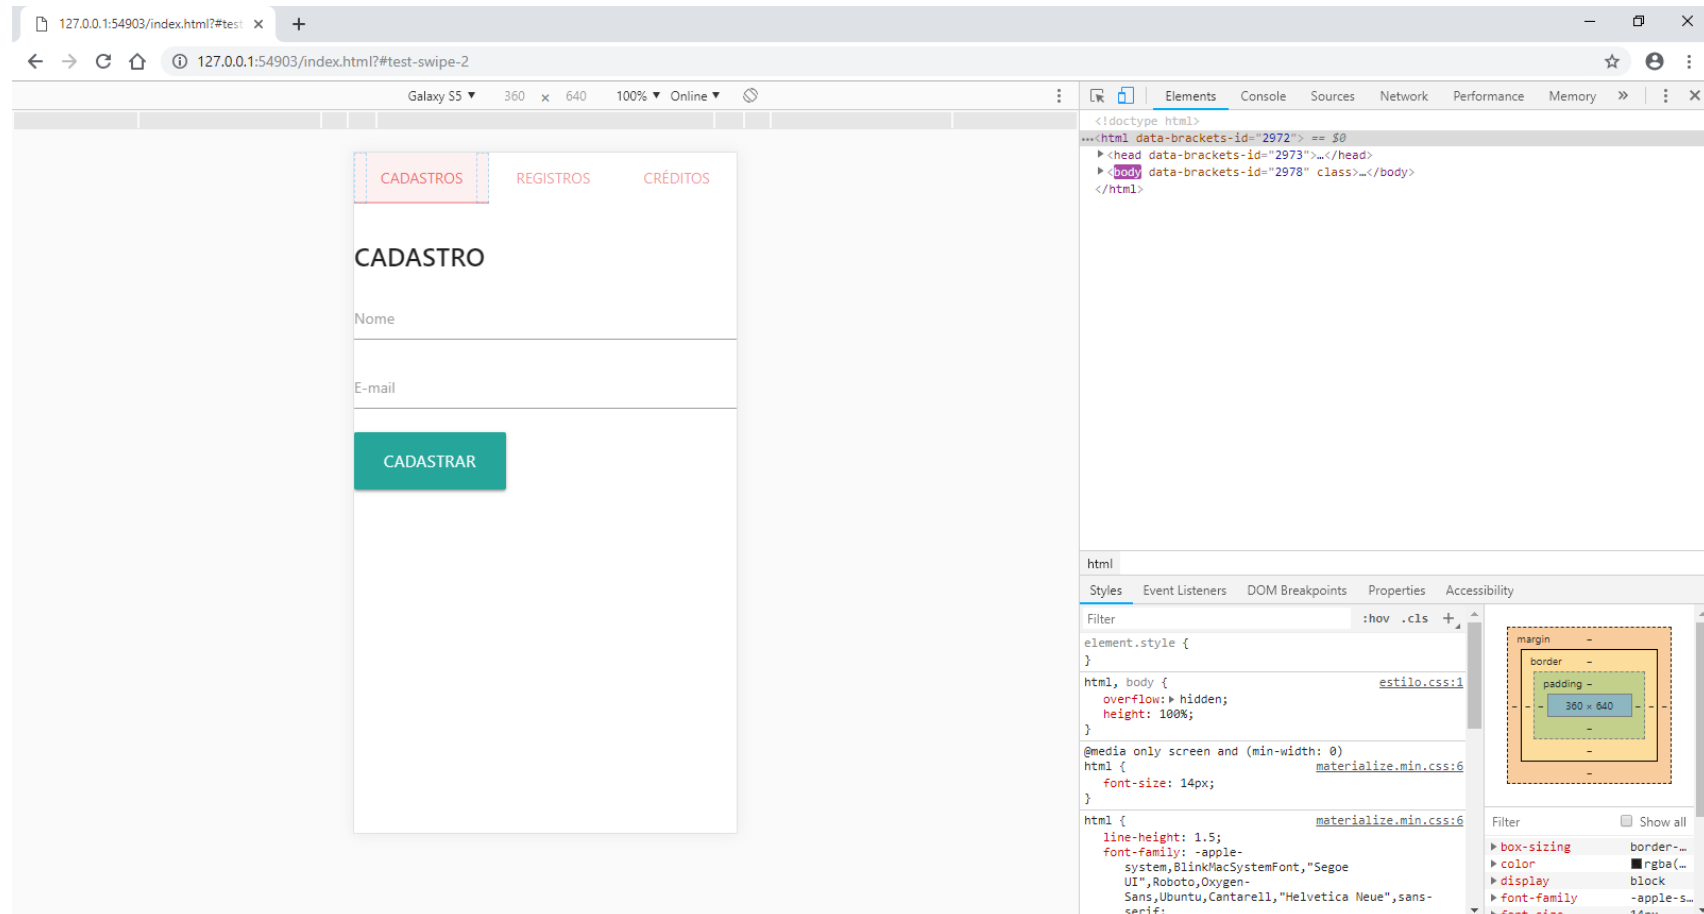 127.0.0.1:54903/index.html?#test
127.0.0.1:54903/index.html?#test-swipe-2
Galaxy S5 ▼ 360 × 640 100% ▼ Online ▼
CADASTROS REGISTROS CRÉDITOS
CADASTRO
Nome
E-mail
CADASTRAR
Elements Console Sources Network Performance Memory »
<!doctype html>
…<html data-brackets-id="2972"> == $0
<head data-brackets-id="2973">…</head>
<body data-brackets-id="2978" class>…</body>
</html>
html
Styles Event Listeners DOM Breakpoints Properties Accessibility
Filter :hov .cls +
element.style {
}
html, body { estilo.css:1
overflow: hidden;
height: 100%;
}
@media only screen and (min-width: 0)
html { materialize.min.css:6
font-size: 14px;
}
html { materialize.min.css:6
line-height: 1.5;
font-family: -apple-
system,BlinkMacSystemFont,"Segoe
UI",Roboto,Oxygen-
Sans,Ubuntu,Cantarell,"Helvetica Neue",sans-
serif;
margin –
border –
padding –
– – – 360 × 640 – – –
–
–
–
Filter Show all
box-sizing border-…
color rgba(…
display block
font-family -apple-s…
font-size 14px